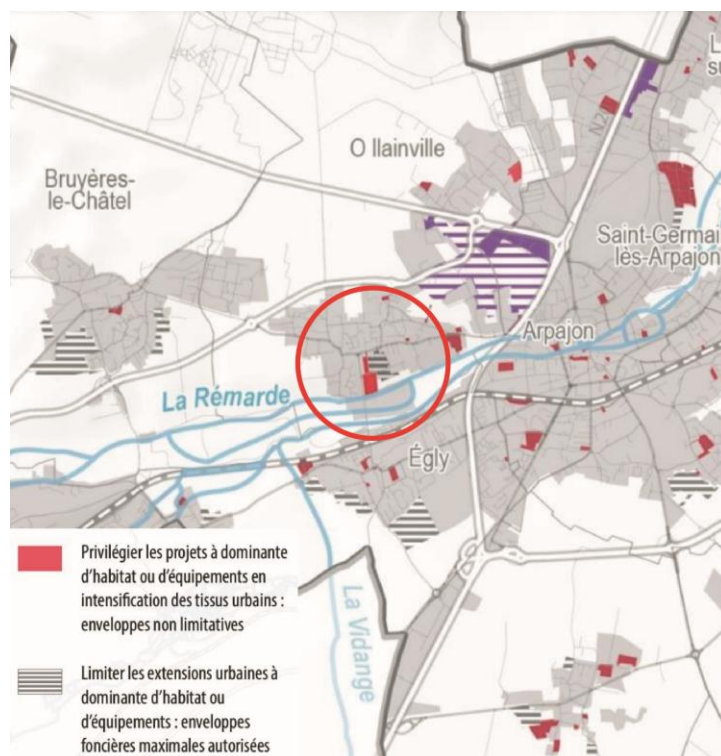 O llainville
N20
Bruyères-
le-Châtel
Saint-Germai
lès-Arpajon
Arpajon
La Rémarde
Égly
La Vidange
Privilégier les projets à dominante
d'habitat ou d'équipements en
intensification des tissus urbains :
enveloppes non limitatives
Limiter les extensions urbaines à
dominante d'habitat ou
d'équipements : enveloppes
foncières maximales autorisées